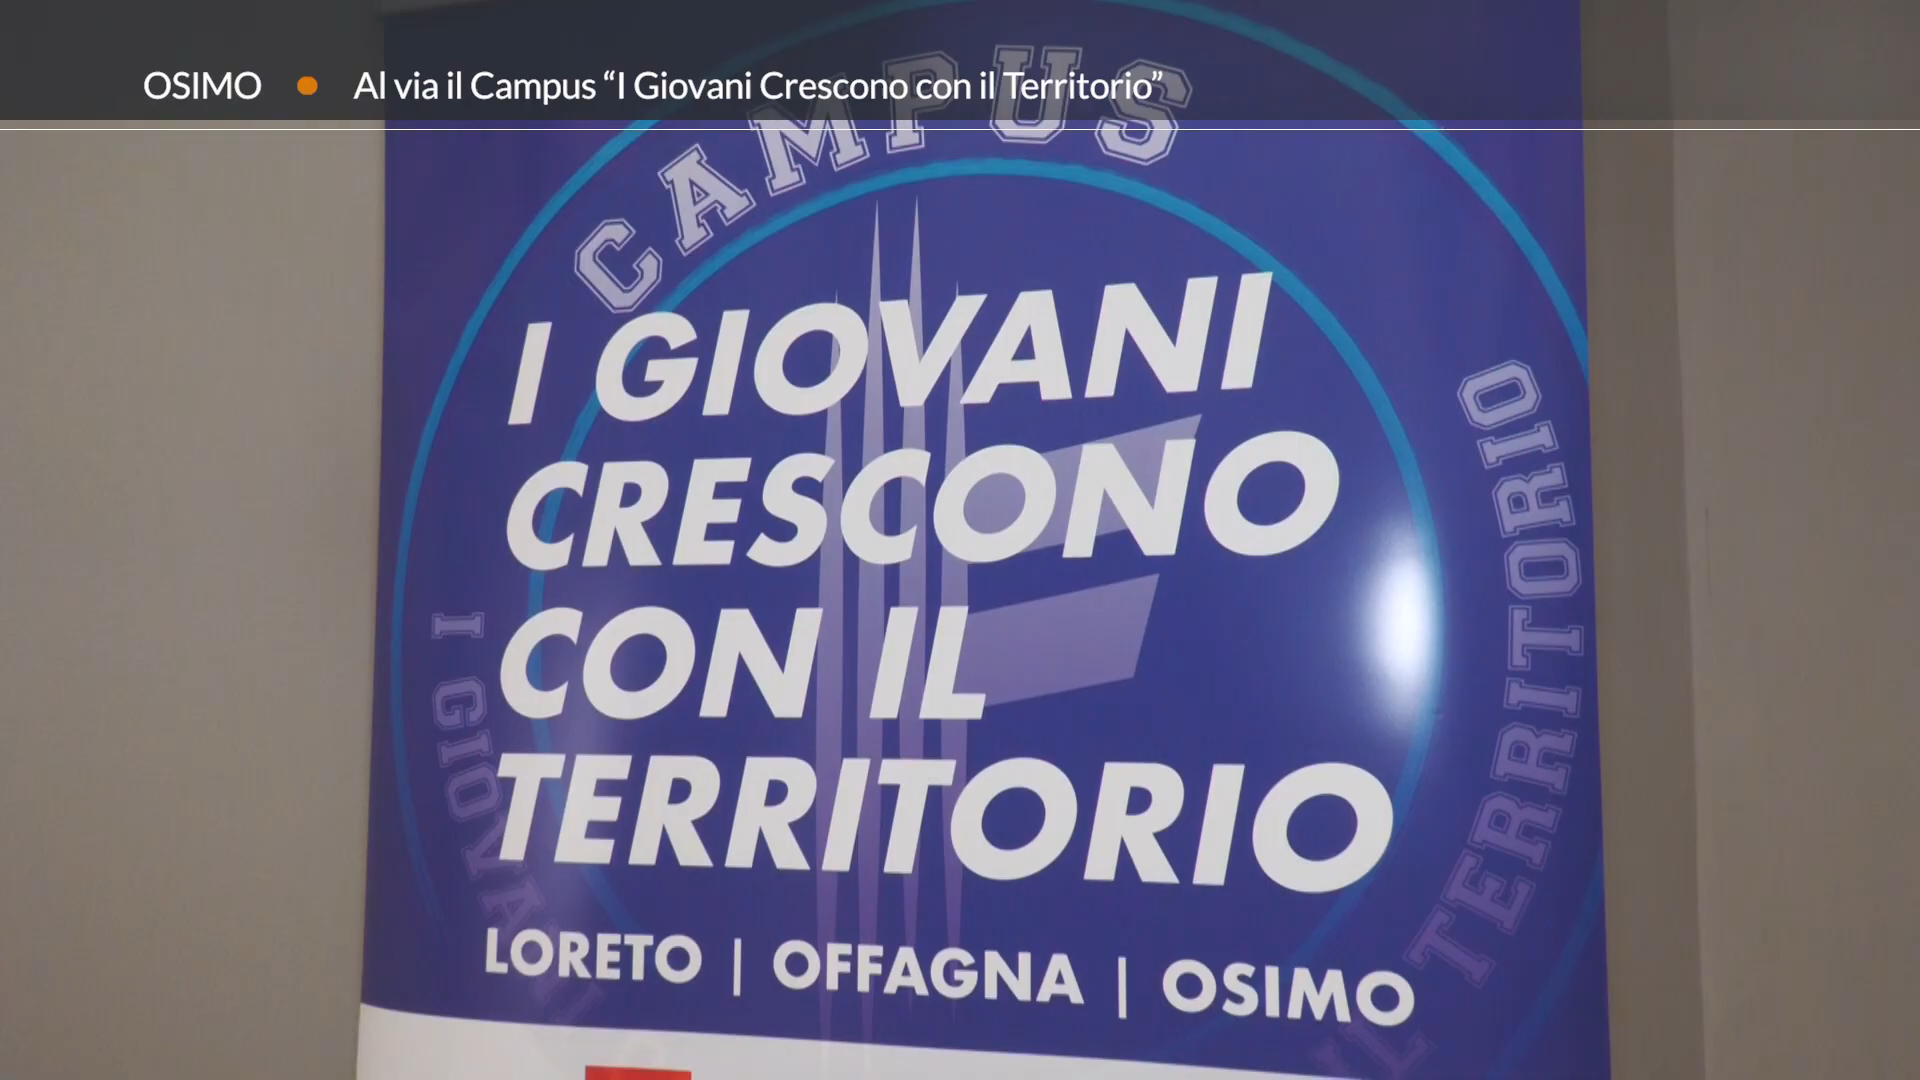 OSIMO • Al via il Campus “I Giovani Crescono con il Territorio”
CAMPUS
I GIOVANI
CRESCONO
CON IL
TERRITORIO
LORETO | OFFAGNA | OSIMO
I GIOVANI
IL TERRITORIO